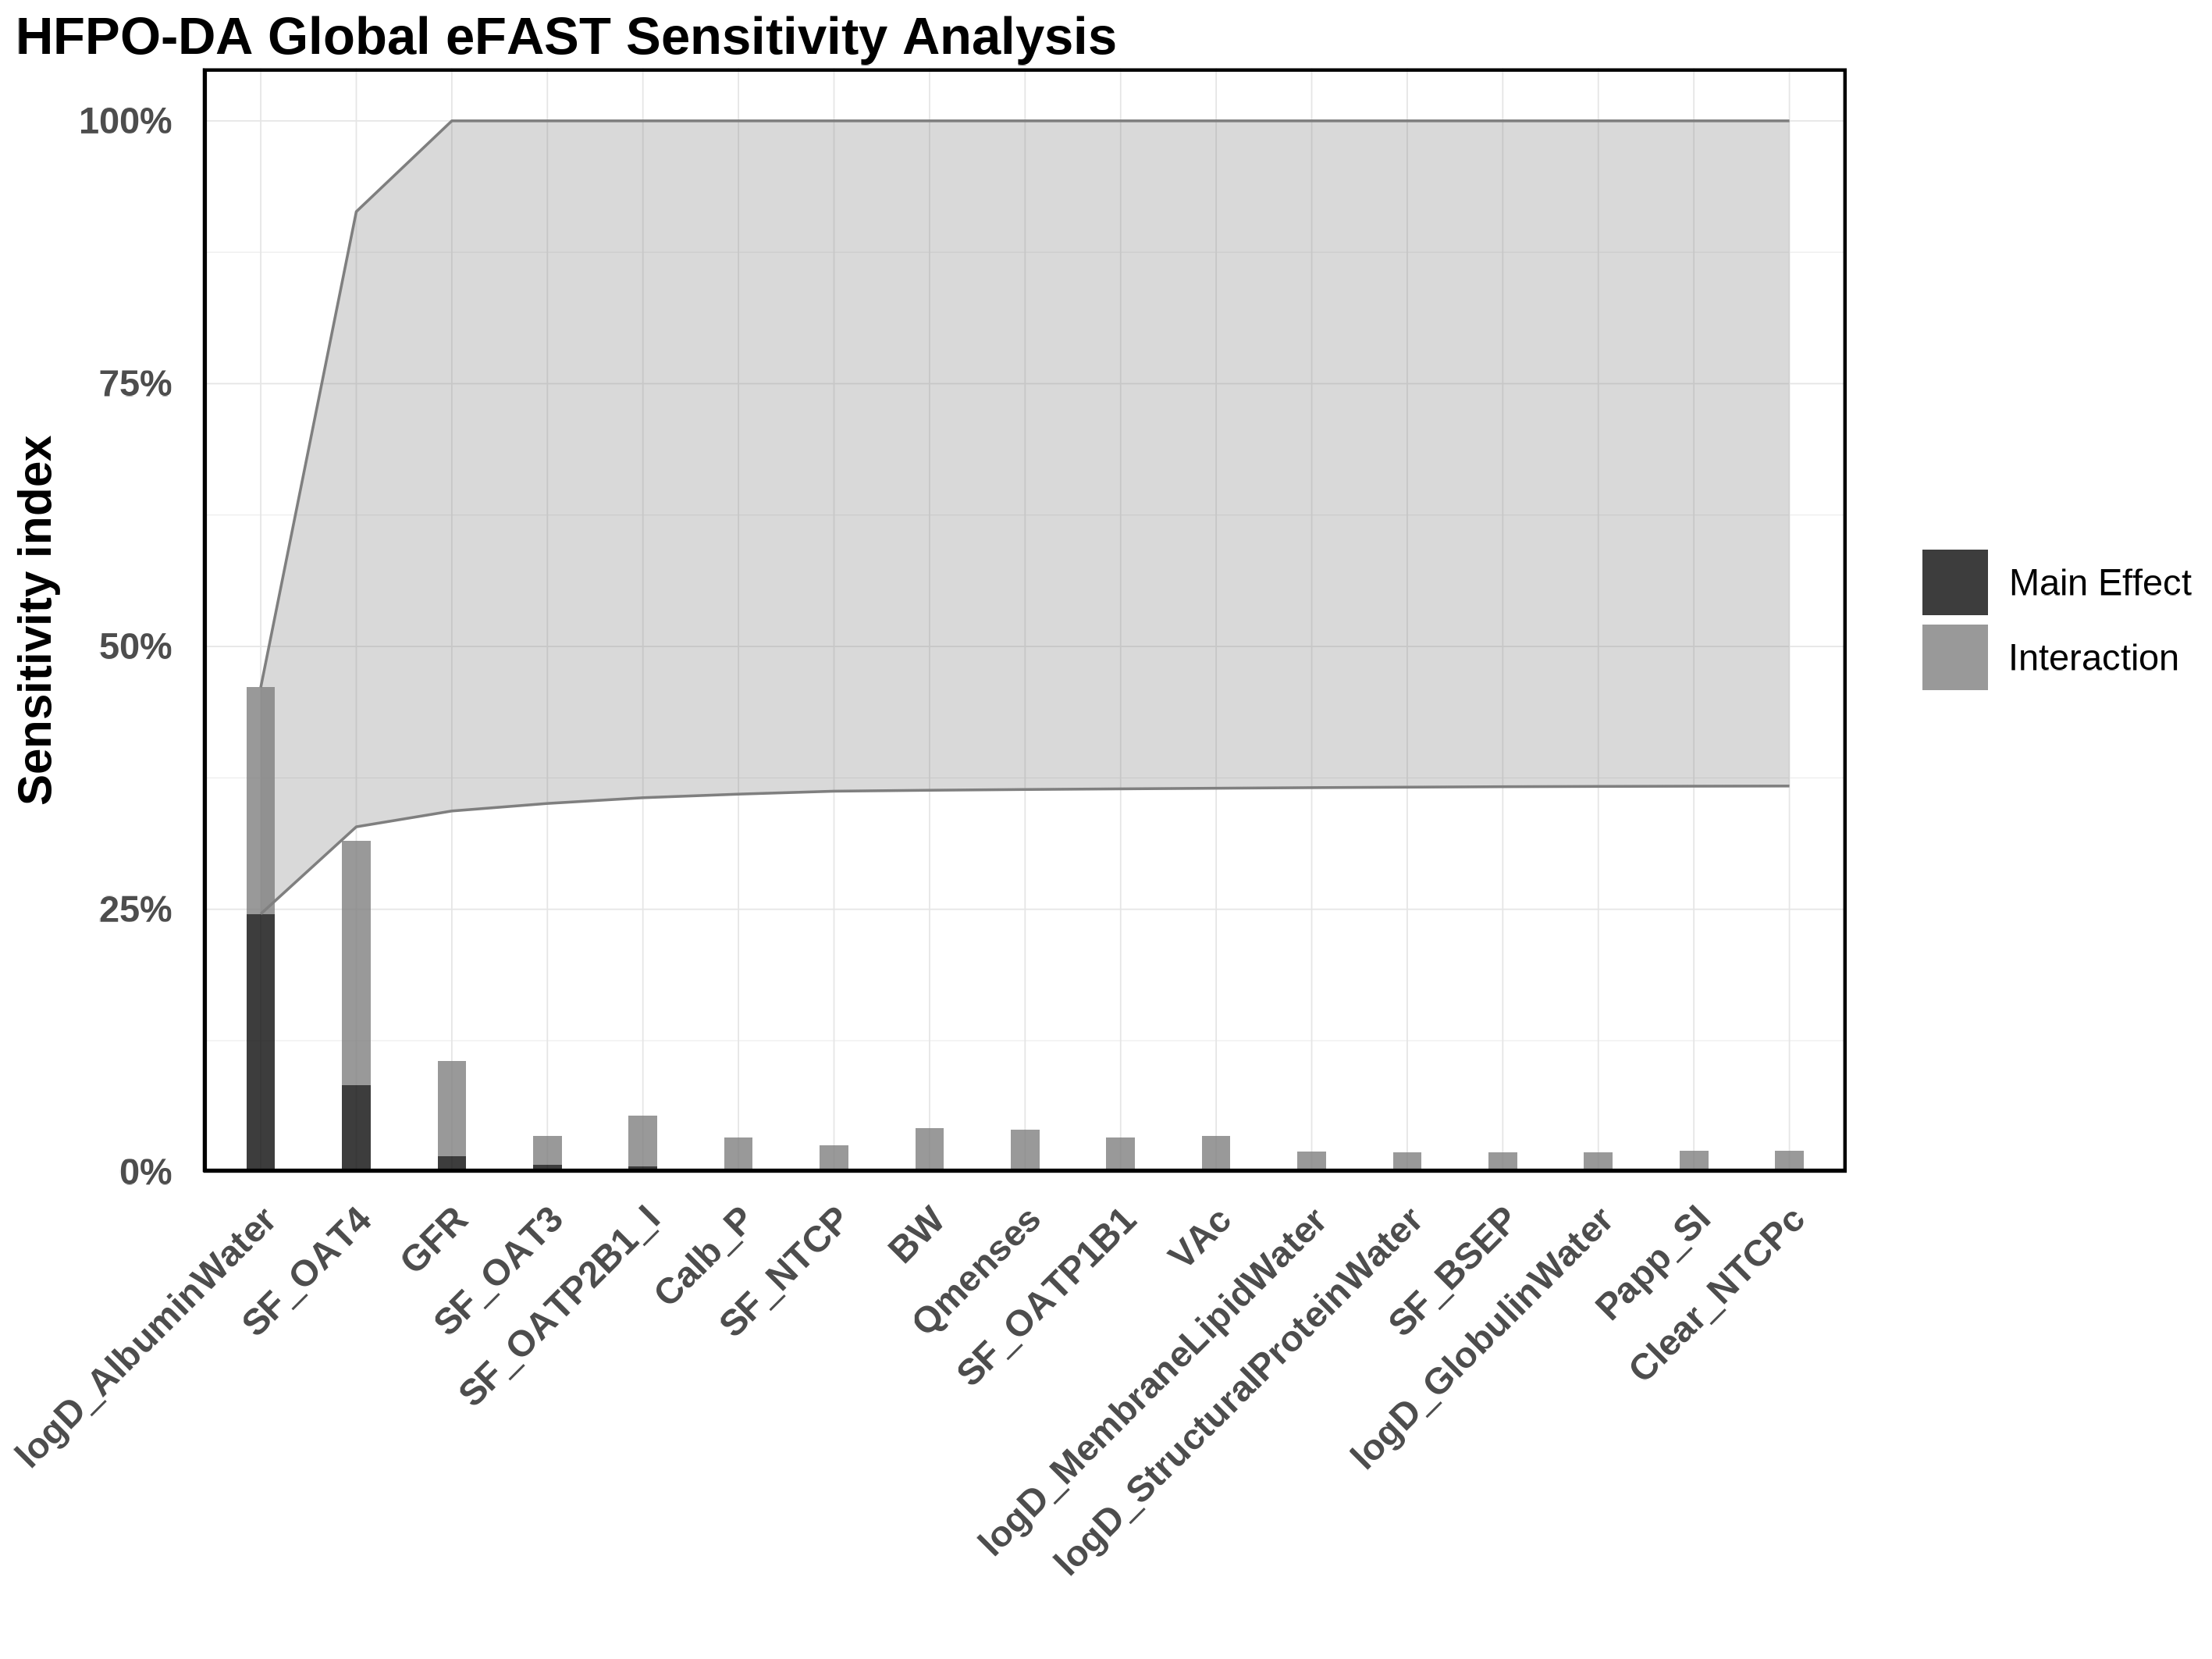 HFPO-DA Global eFAST Sensitivity Analysis
Sensitivity index
100%
75%
50%
25%
0%
logD_AlbuminWater
SF_OAT4
GFR
SF_OAT3
SF_OATP2B1_I
Calb_P
SF_NTCP
BW
Qmenses
SF_OATP1B1
VAc
logD_MembraneLipidWater
logD_StructuralProteinWater
SF_BSEP
logD_GlobulinWater
Papp_SI
Clear_NTCPc
Main Effect
Interaction